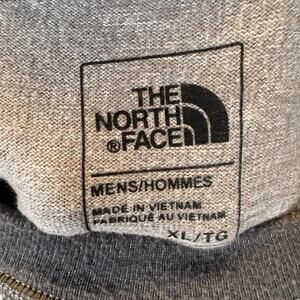 THE
NORTH
®FACE
MENS/HOMMES
MADE IN VIETNAM
FABRIQUÉ AU VIETNAM
XL/TG